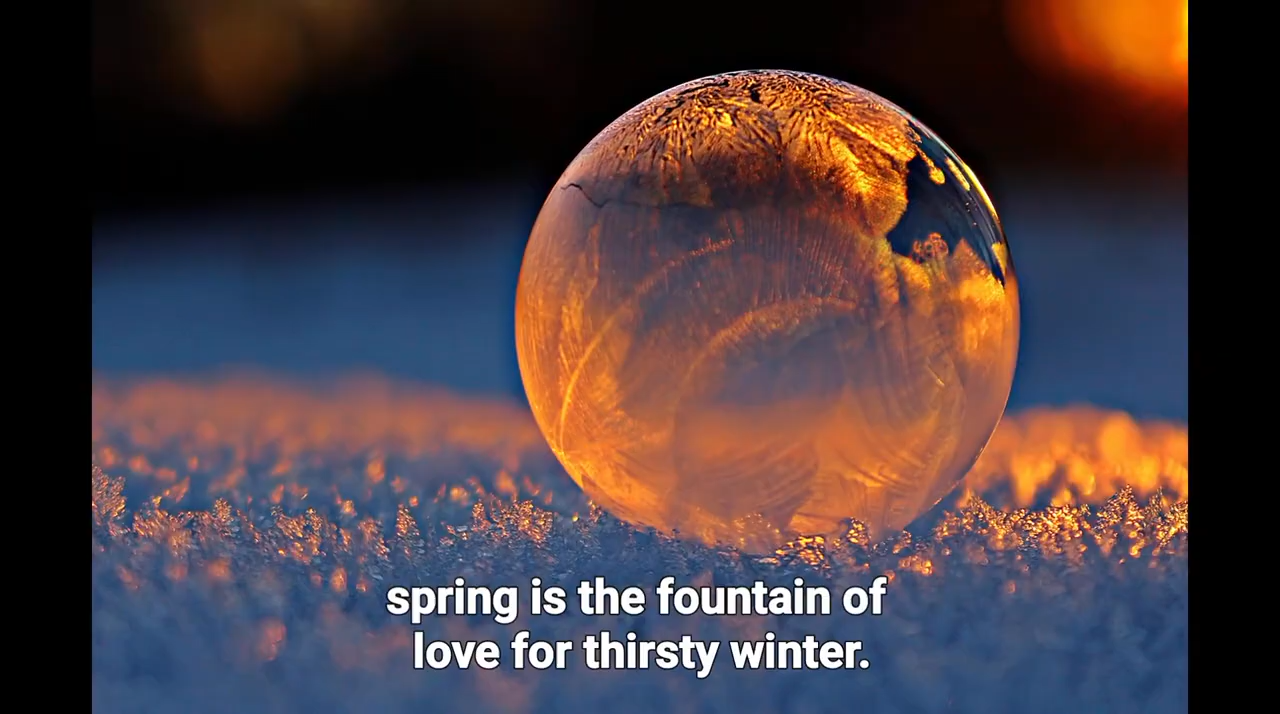 spring is the fountain of
love for thirsty winter.